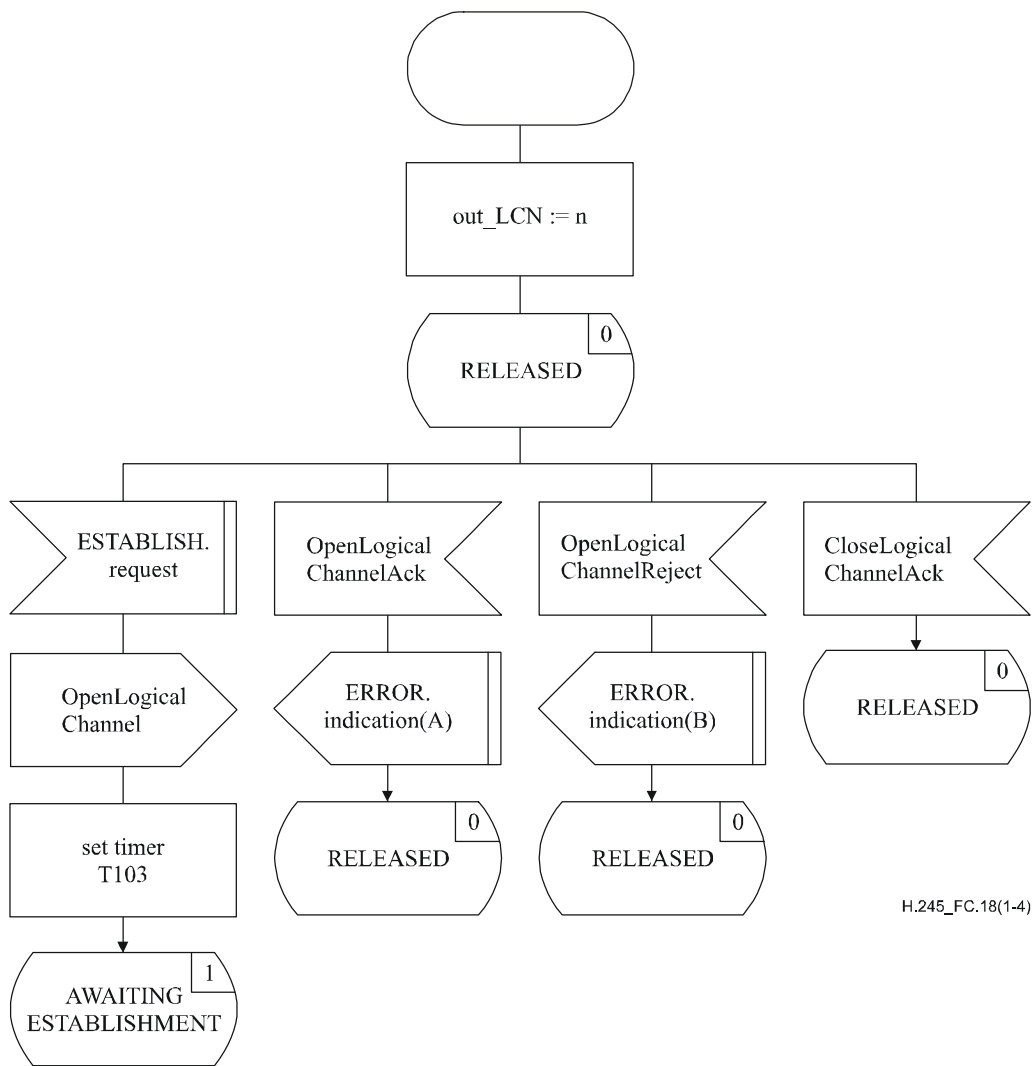 out_LCN := n
0
RELEASED
ESTABLISH.
request
OpenLogical
ChannelAck
OpenLogical
ChannelReject
CloseLogical
ChannelAck
OpenLogical
Channel
ERROR.
indication(A)
ERROR.
indication(B)
0
RELEASED
set timer
T103
0
RELEASED
0
RELEASED
H.245_FC.18(1-4)
1
AWAITING
ESTABLISHMENT